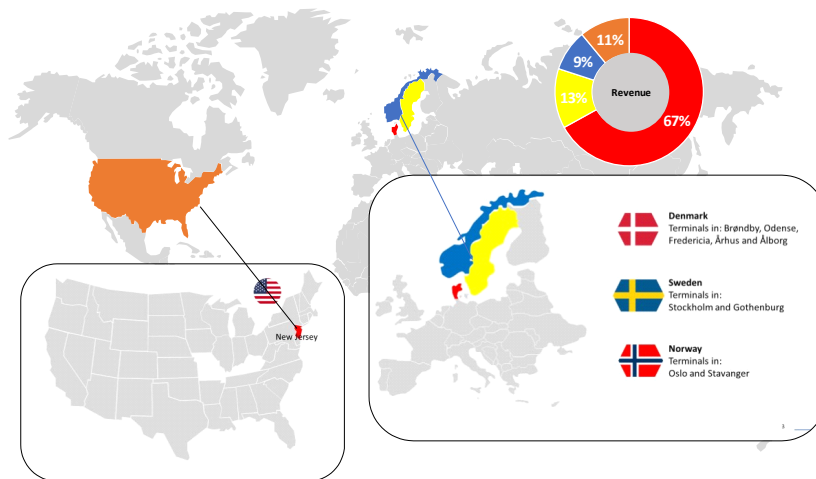 11%
9%
13%
Revenue
67%
Denmark
Terminals in: Brøndby, Odense,
Fredericia, Århus and Ålborg
Sweden
Terminals in:
Stockholm and Gothenburg
Norway
Terminals in:
Oslo and Stavanger
New Jersey